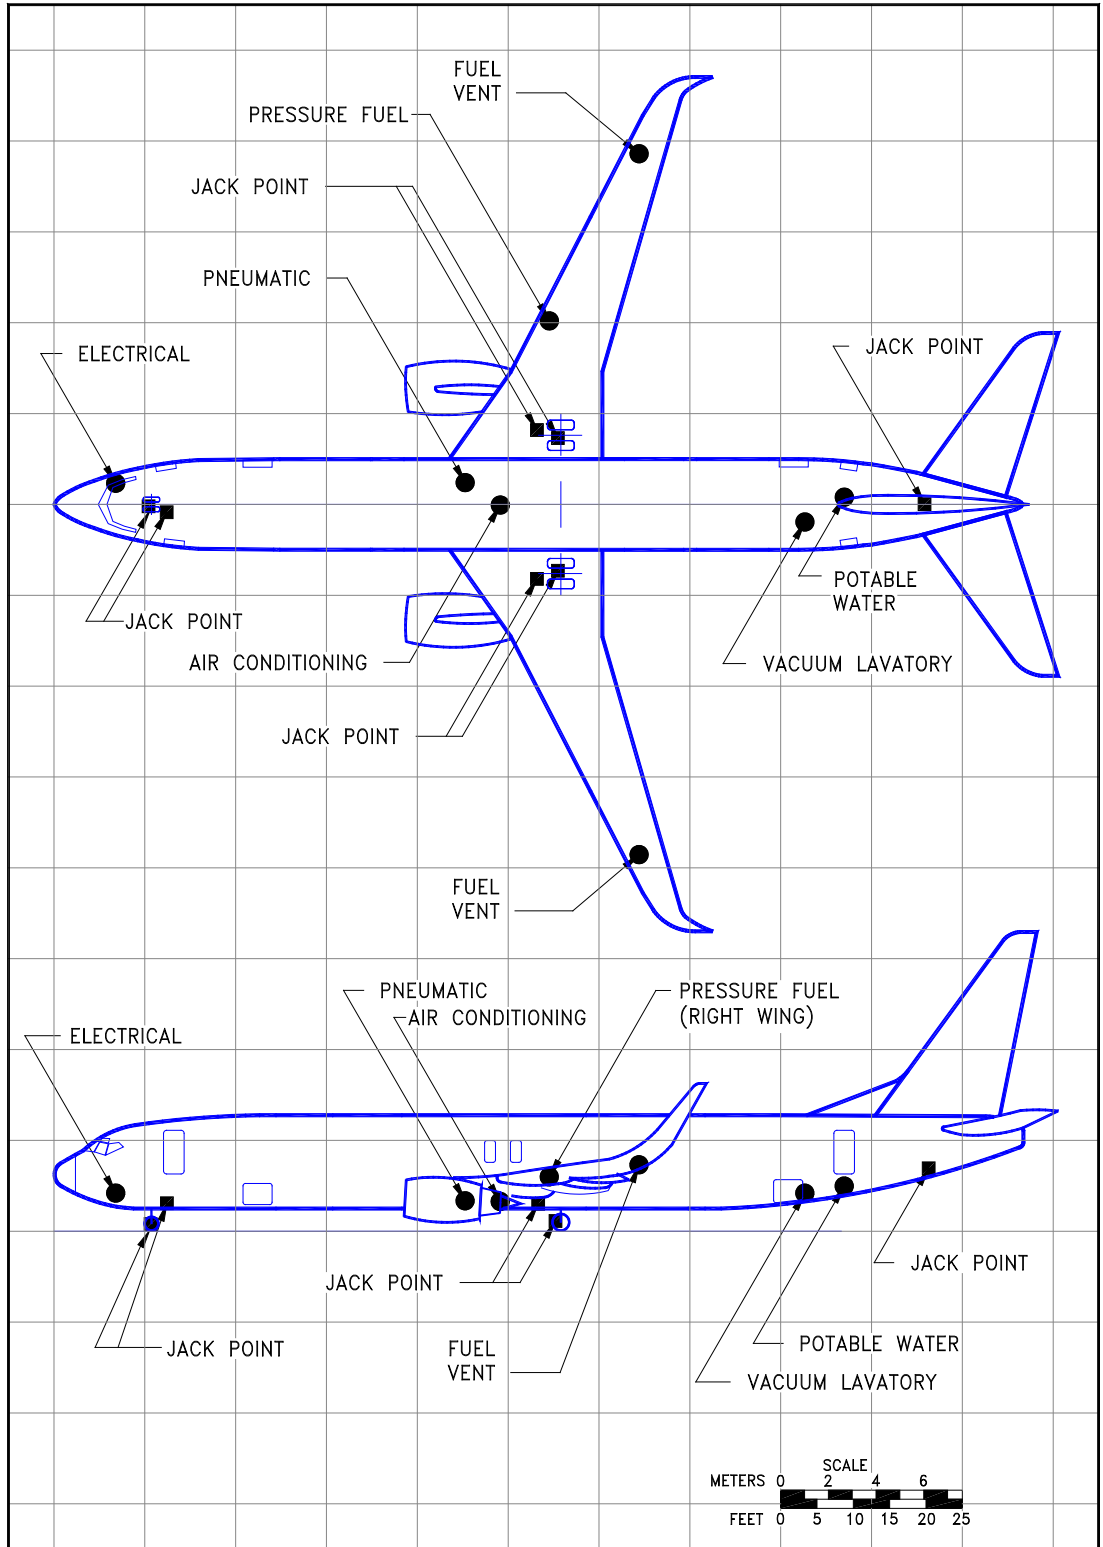 FUEL
VENT
PRESSURE FUEL
JACK POINT
PNEUMATIC
ELECTRICAL
JACK POINT
POTABLE
WATER
JACK POINT
AIR CONDITIONING
VACUUM LAVATORY
JACK POINT
FUEL
VENT
PNEUMATIC
PRESSURE FUEL
(RIGHT WING)
AIR CONDITIONING
ELECTRICAL
JACK POINT
JACK POINT
JACK POINT
FUEL
VENT
POTABLE WATER
VACUUM LAVATORY
SCALE
METERS 0 2 4 6
FEET 0 5 10 15 20 25